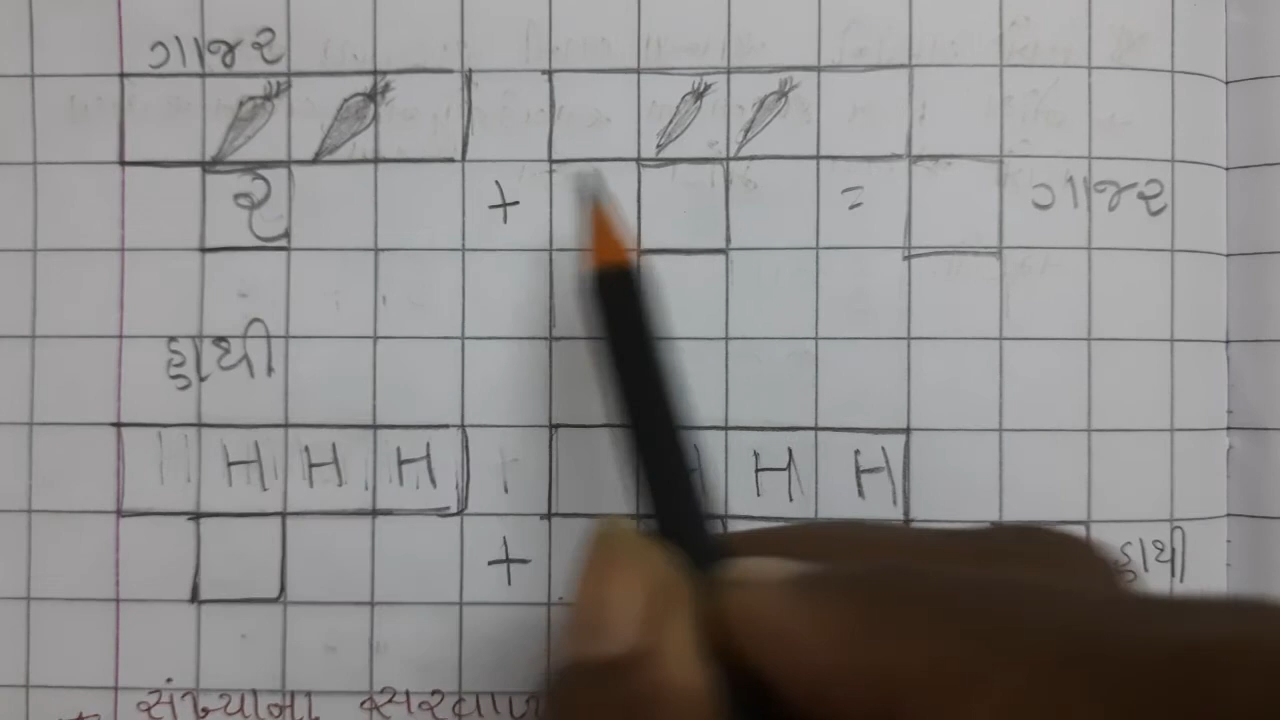 ગાજર
૨ + = ગાજર
હાથી
H H H H H H
+ હાથી
સંખ્યાના